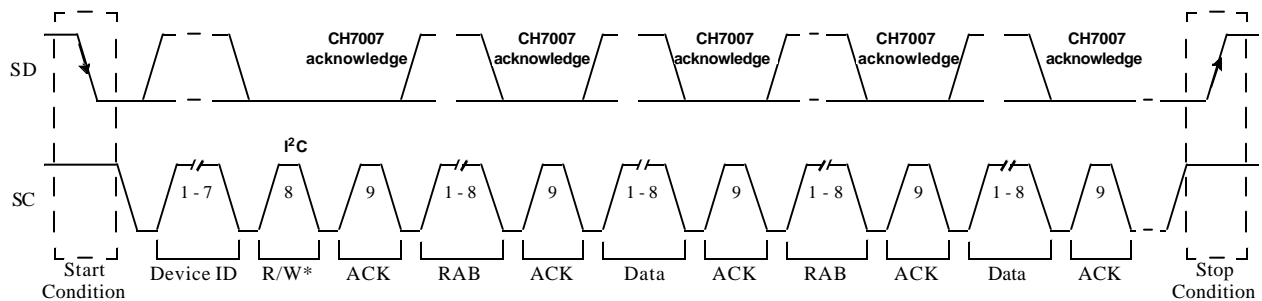 CH7007 acknowledge CH7007 acknowledge CH7007 acknowledge CH7007 acknowledge CH7007 acknowledge
SD
I²C
SC
1 - 7 8 9 1 - 8 9 1 - 8 9 1 - 8 9 1 - 8 9
Start Condition Device ID R/W* ACK RAB ACK Data ACK RAB ACK Data ACK Stop Condition